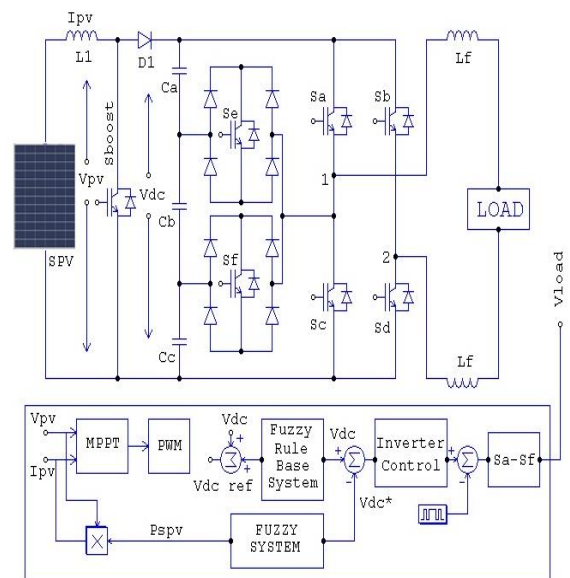 Ipv
L1
D1
Ca
Se
Sa
Sb
Lf
Sboost
Vpv
Vdc
1
LOAD
Cb
SPV
Sf
2
Sc
Sd
Cc
Lf
Vload
Vpv
Ipv
MPPT
PWM
Vdc
Vdc ref
Fuzzy
Rule
Base
System
Vdc
Vdc*
Inverter
Control
Sa-Sf
X
Pspv
FUZZY
SYSTEM